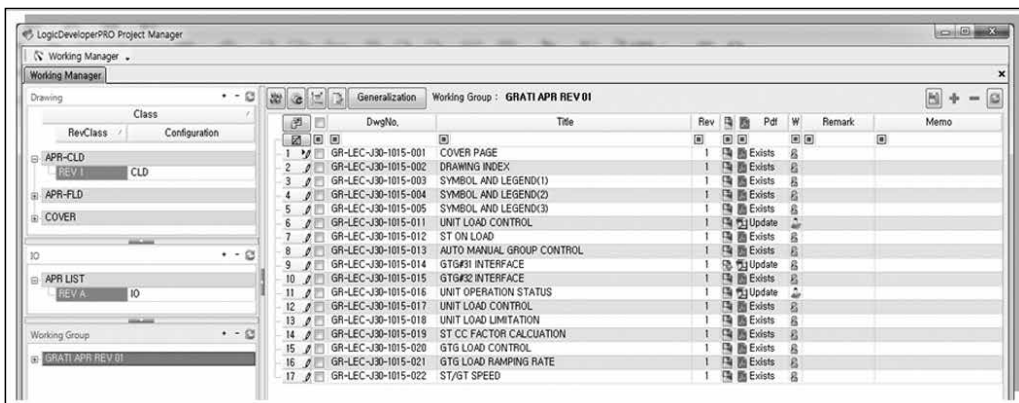 LogicDeveloperPRO Project Manager
Working Manager
Working Manager
Drawing
Class
RevClass Configuration
APR-CLD
REV 1 CLD
APR-FLD
COVER
IO
APR LIST
REV A IO
Working Group
GRATI APR REV 01
Generalization Working Group : GRATI APR REV 01
DwgNo. Title Rev Pdf W Remark Memo
1 GR-LEC-J30-1015-001 COVER PAGE 1 Exists
2 GR-LEC-J30-1015-002 DRAWING INDEX 1 Exists
3 GR-LEC-J30-1015-003 SYMBOL AND LEGEND(1) 1 Exists
4 GR-LEC-J30-1015-004 SYMBOL AND LEGEND(2) 1 Exists
5 GR-LEC-J30-1015-005 SYMBOL AND LEGEND(3) 1 Exists
6 GR-LEC-J30-1015-011 UNIT LOAD CONTROL 1 Update
7 GR-LEC-J30-1015-012 ST ON LOAD 1 Exists
8 GR-LEC-J30-1015-013 AUTO MANUAL GROUP CONTROL 1 Exists
9 GR-LEC-J30-1015-014 GTG#31 INTERFACE 1 Update
10 GR-LEC-J30-1015-015 GTG#32 INTERFACE 1 Exists
11 GR-LEC-J30-1015-016 UNIT OPERATION STATUS 1 Update
12 GR-LEC-J30-1015-017 UNIT LOAD CONTROL 1 Exists
13 GR-LEC-J30-1015-018 UNIT LOAD LIMITATION 1 Exists
14 GR-LEC-J30-1015-019 ST CC FACTOR CALCUATION 1 Exists
15 GR-LEC-J30-1015-020 GTG LOAD CONTROL 1 Exists
16 GR-LEC-J30-1015-021 GTG LOAD RAMPING RATE 1 Exists
17 GR-LEC-J30-1015-022 ST/GT SPEED 1 Exists